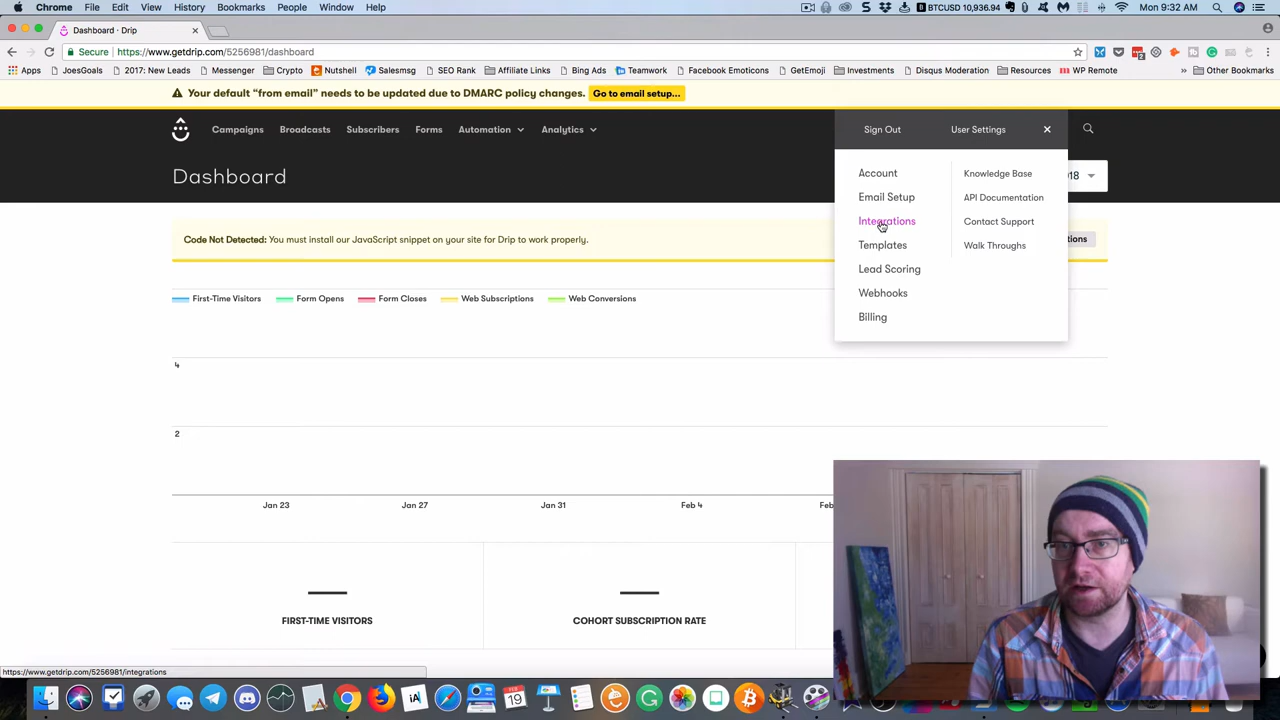 Chrome File Edit View History Bookmarks People Window Help
BTCUSD 10,936.94
Mon 9:32 AM
Dashboard · Drip
Secure https://www.getdrip.com/5256981/dashboard
Apps JoesGoals 2017: New Leads Messenger Crypto Nutshell Salesmsg SEO Rank Affiliate Links Bing Ads Teamwork Facebook Emoticons GetEmoji Investments Disqus Moderation Resources WP Remote » Other Bookmarks
Your default “from email” needs to be updated due to DMARC policy changes. Go to email setup...
Campaigns Broadcasts Subscribers Forms Automation Analytics
Sign Out User Settings
Dashboard
18
Account
Email Setup
Integrations
Templates
Lead Scoring
Webhooks
Billing
Knowledge Base
API Documentation
Contact Support
Walk Throughs
Code Not Detected: You must install our JavaScript snippet on your site for Drip to work properly.
tions
First-Time Visitors Form Opens Form Closes Web Subscriptions Web Conversions
4
2
Jan 23 Jan 27 Jan 31 Feb 4 Feb
FIRST-TIME VISITORS
COHORT SUBSCRIPTION RATE
https://www.getdrip.com/5256981/integrations
FEB
19
iA